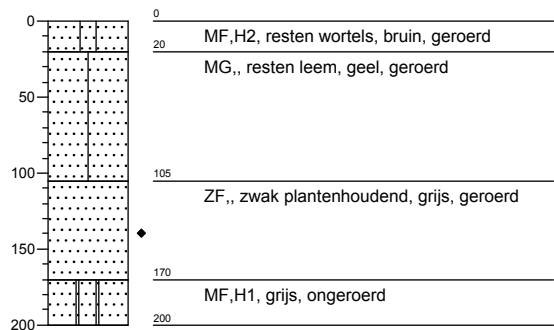 0
0
MF,H2, resten wortels, bruin, geroerd
20
MG,, resten leem, geel, geroerd
50
100
105
ZF,, zwak plantenhoudend, grijs, geroerd
150
170
MF,H1, grijs, ongeroerd
200
200